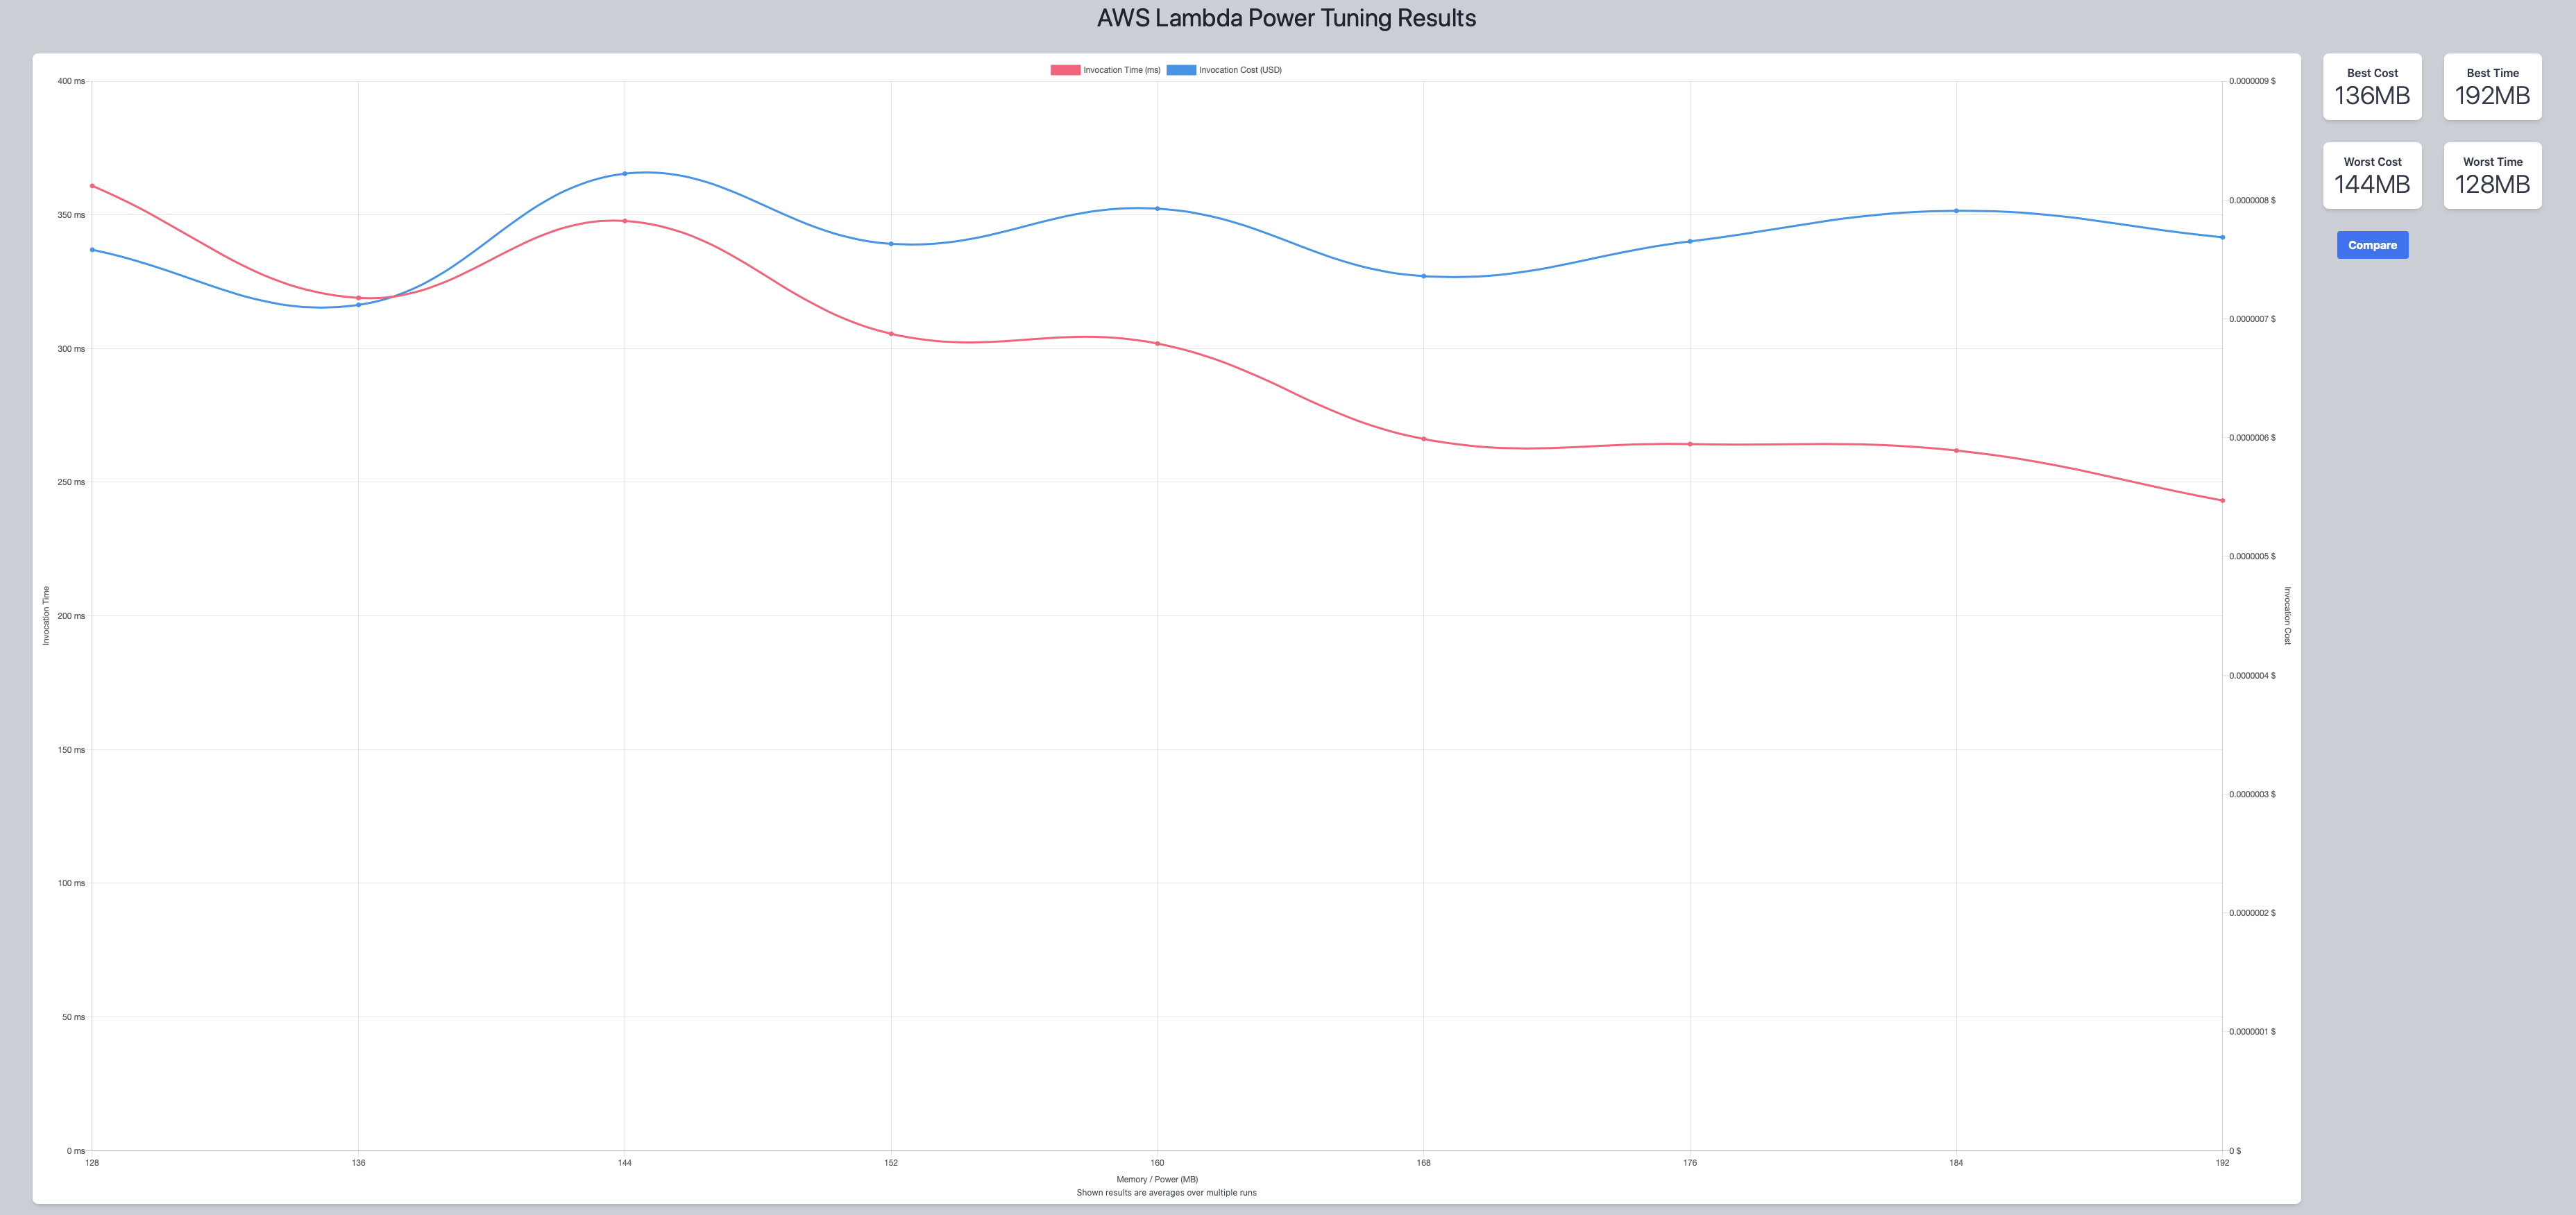 AWS Lambda Power Tuning Results
Invocation Time (ms) Invocation Cost (USD)
400 ms
350 ms
300 ms
250 ms
200 ms
150 ms
100 ms
50 ms
0 ms
Invocation Time
0.0000009 $
0.0000008 $
0.0000007 $
0.0000006 $
0.0000005 $
0.0000004 $
0.0000003 $
0.0000002 $
0.0000001 $
0 $
Invocation Cost
128 136 144 152 160 168 176 184 192
Memory / Power (MB)
Shown results are averages over multiple runs
Best Cost
136MB
Best Time
192MB
Worst Cost
144MB
Worst Time
128MB
Compare